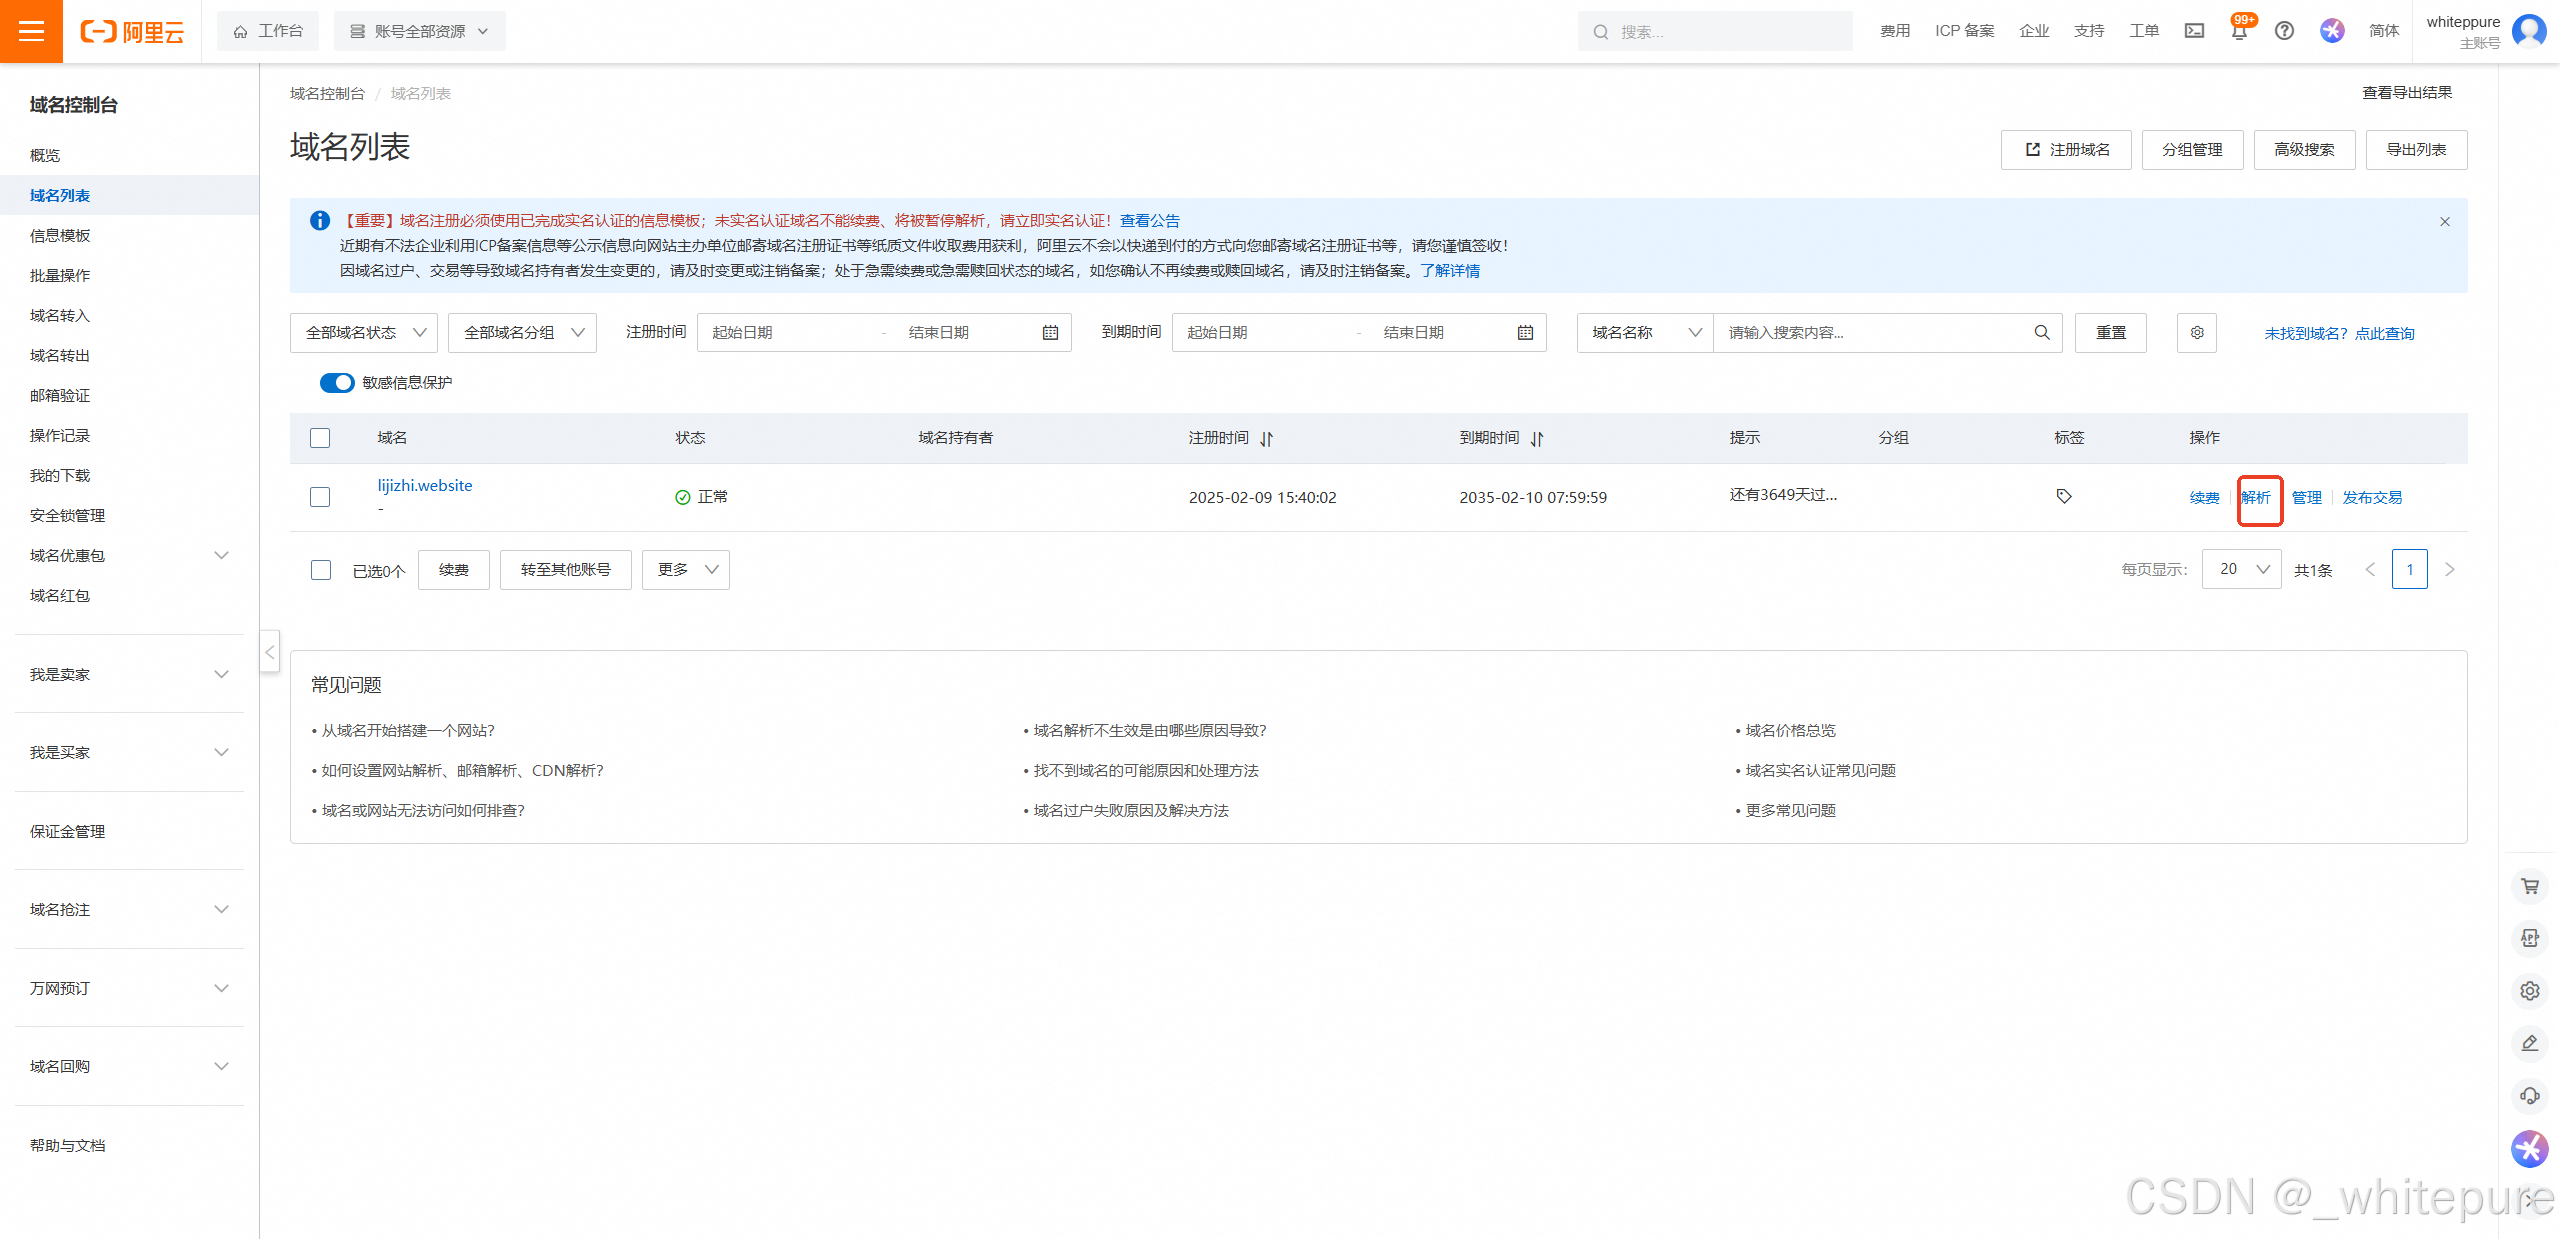 阿里云
工作台
账号全部资源
搜索...
费用
ICP 备案
企业
支持
工单
99+
简体
whiteppure
主账号
域名控制台
概览
域名列表
信息模板
批量操作
域名转入
域名转出
邮箱验证
操作记录
我的下载
安全锁管理
域名优惠包
域名红包
我是卖家
我是买家
保证金管理
域名抢注
万网预订
域名回购
帮助与文档
域名控制台 / 域名列表
查看导出结果
域名列表
注册域名
分组管理
高级搜索
导出列表
【重要】域名注册必须使用已完成实名认证的信息模板；未实名认证域名不能续费、将被暂停解析，请立即实名认证！查看公告
近期有不法企业利用ICP备案信息等公示信息向网站主办单位邮寄域名注册证书等纸质文件收取费用获利，阿里云不会以快递到付的方式向您邮寄域名注册证书等，请您谨慎签收！
因域名过户、交易等导致域名持有者发生变更的，请及时变更或注销备案；处于急需续费或急需赎回状态的域名，如您确认不再续费或赎回域名，请及时注销备案。了解详情
全部域名状态
全部域名分组
注册时间
起始日期 - 结束日期
到期时间
起始日期 - 结束日期
域名名称
请输入搜索内容...
重置
未找到域名？点此查询
敏感信息保护
域名 状态 域名持有者 注册时间 到期时间 提示 分组 标签 操作
lijizhi.website
-
正常
2025-02-09 15:40:02
2035-02-10 07:59:59
还有3649天过...
续费 解析 管理 发布交易
已选0个
续费
转至其他账号
更多
每页显示：
20
共1条
1
常见问题
• 从域名开始搭建一个网站？
• 域名解析不生效是由哪些原因导致？
• 域名价格总览
• 如何设置网站解析、邮箱解析、CDN解析？
• 找不到域名的可能原因和处理方法
• 域名实名认证常见问题
• 域名或网站无法访问如何排查？
• 域名过户失败原因及解决方法
• 更多常见问题
APP
CSDN @_whitepure